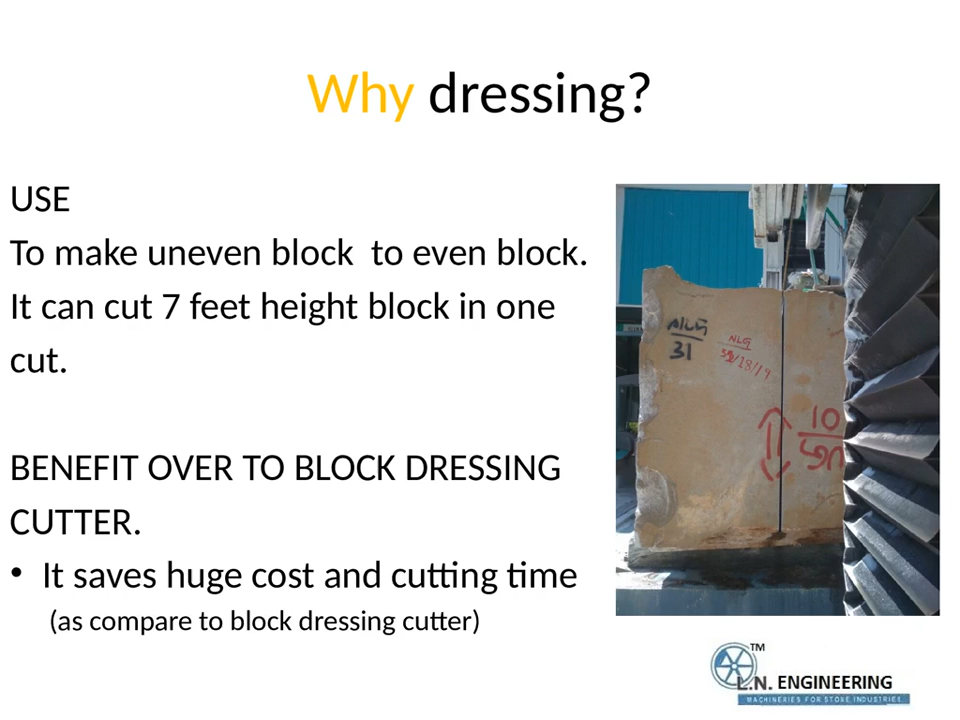 Why dressing?
USE
To make uneven block  to even block.
It can cut 7 feet height block in one
cut.
BENEFIT OVER TO BLOCK DRESSING
CUTTER.
• It saves huge cost and cutting time
(as compare to block dressing cutter)
NLG
31
NLG
10
TM
L.N. ENGINEERING
MACHINERIES FOR STONE INDUSTRIES